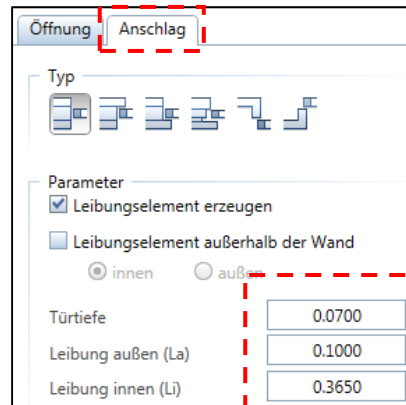 Öffnung Anschlag
Typ
Parameter
Leibungselement erzeugen
Leibungselement außerhalb der Wand
innen außen
Türtiefe 0.0700
Leibung außen (La) 0.1000
Leibung innen (Li) 0.3650